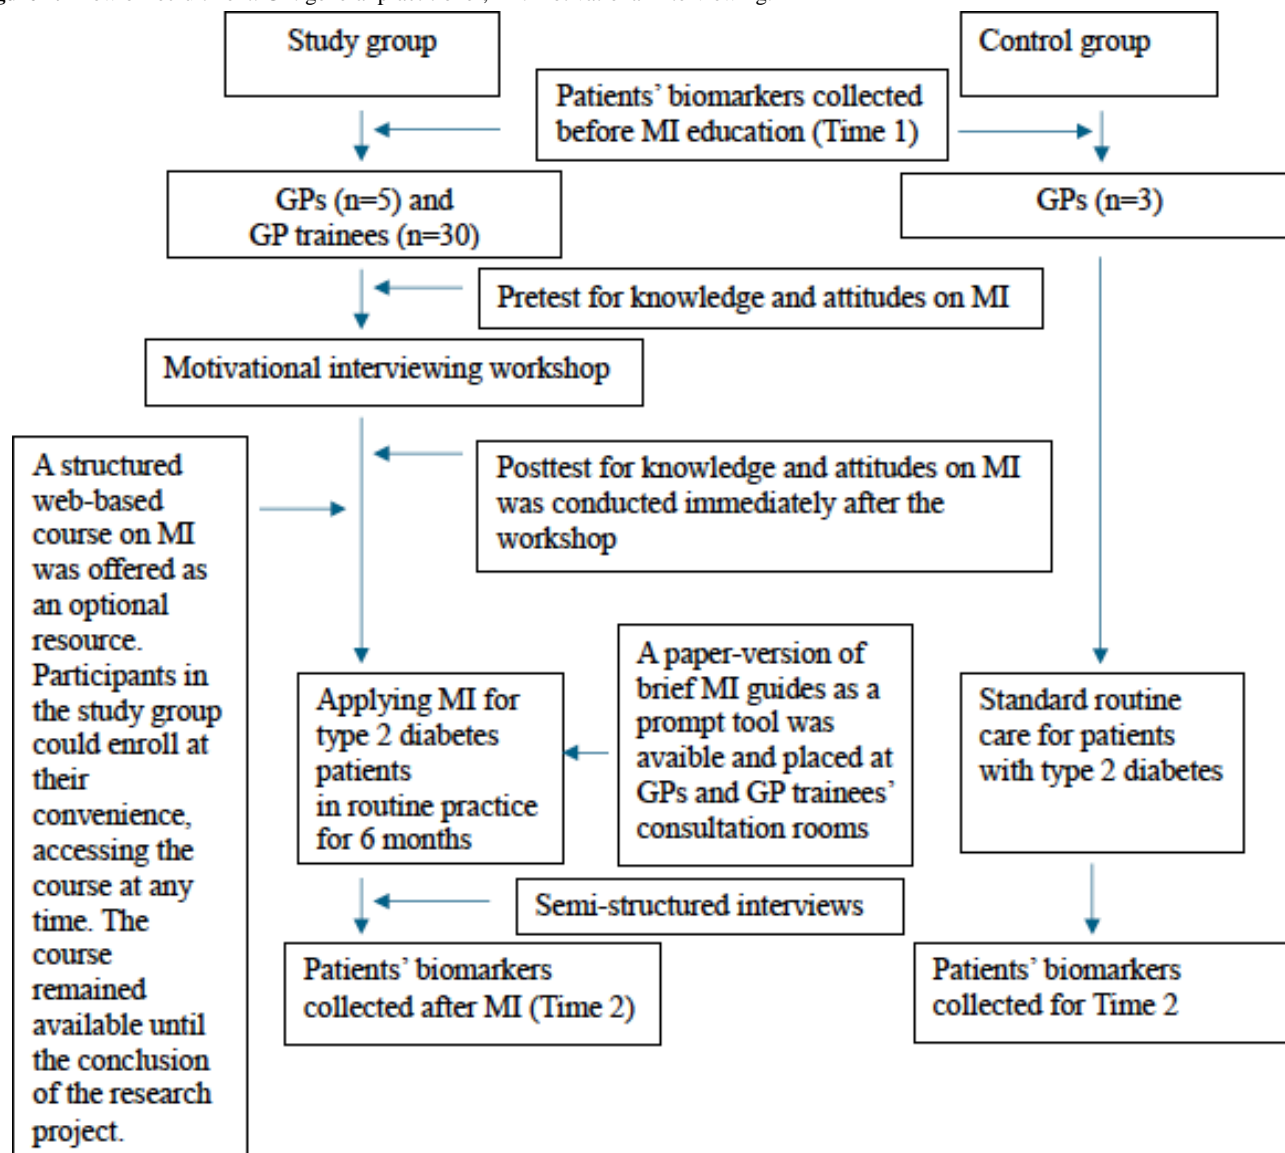 Study group
Control group
Patients’ biomarkers collected
before MI education (Time 1)
GPs (n=5) and
GP trainees (n=30)
GPs (n=3)
Pretest for knowledge and attitudes on MI
Motivational interviewing workshop
Posttest for knowledge and attitudes on MI
was conducted immediately after the
workshop
A structured
web-based
course on MI
was offered as
an optional
resource.
Participants in
the study group
could enroll at
their
convenience,
accessing the
course at any
time. The
course
remained
available until
the conclusion
of the research
project.
Applying MI for
type 2 diabetes
patients
in routine practice
for 6 months
A paper-version of
brief MI guides as a
prompt tool was
avaible and placed at
GPs and GP trainees’
consultation rooms
Standard routine
care for patients
with type 2 diabetes
Semi-structured interviews
Patients’ biomarkers
collected after MI (Time 2)
Patients’ biomarkers
collected for Time 2